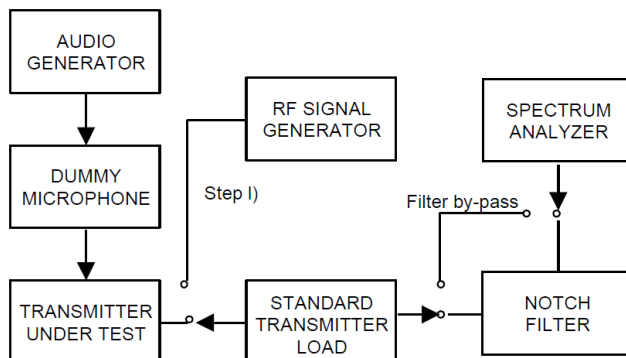 AUDIO
GENERATOR
RF SIGNAL
GENERATOR
SPECTRUM
ANALYZER
DUMMY
MICROPHONE
Step I)
Filter by-pass
TRANSMITTER
UNDER TEST
STANDARD
TRANSMITTER
LOAD
NOTCH
FILTER